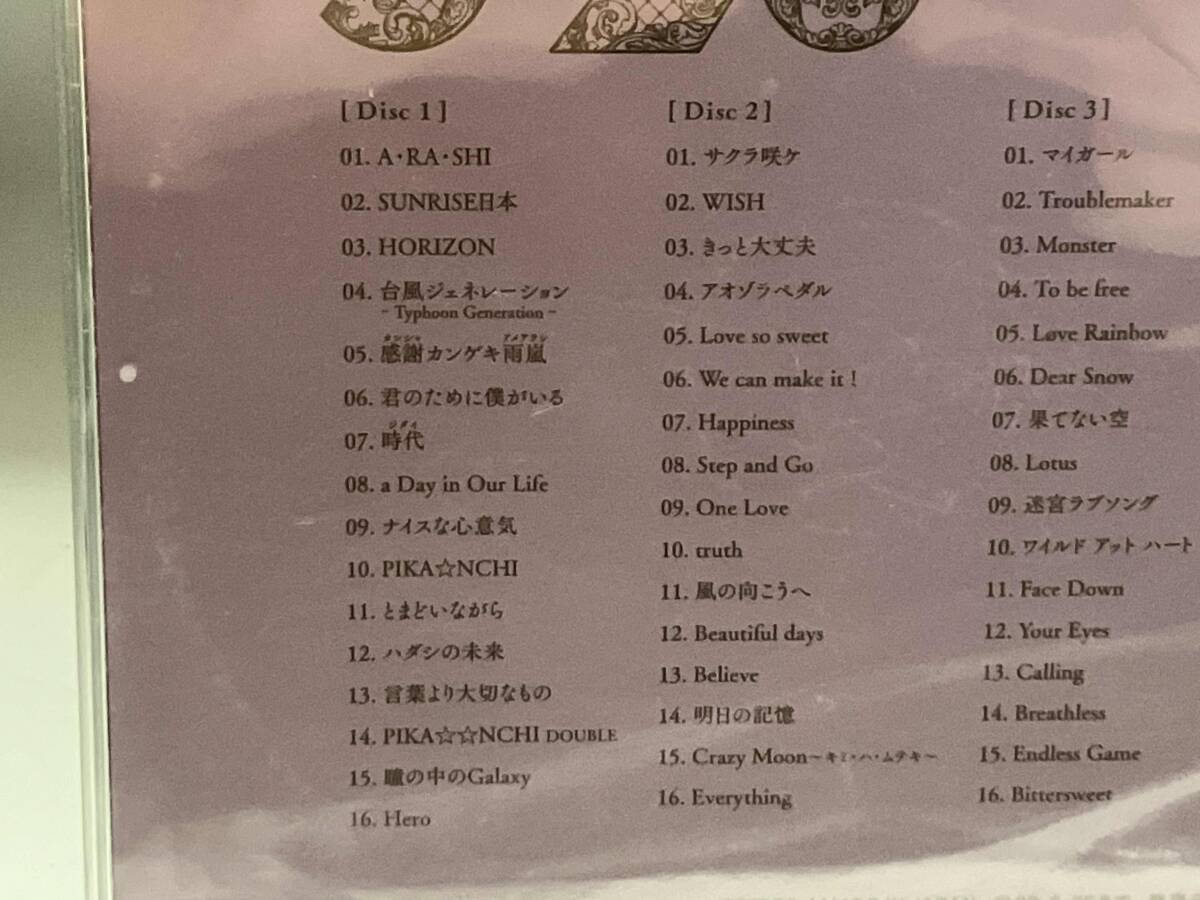 [ Disc 1 ]
01. A・RA・SHI
02. SUNRISE日本
03. HORIZON
04. 台風ジェネレーション
- Typhoon Generation -
カンシャ アメアラシ
05. 感謝カンゲキ雨嵐
06. 君のために僕がいる
ジダイ
07. 時代
08. a Day in Our Life
09. ナイスな心意気
10. PIKA☆NCHI
11. とまどいながら
12. ハダシの未来
13. 言葉より大切なもの
14. PIKA☆☆NCHI DOUBLE
15. 瞳の中のGalaxy
16. Hero
[ Disc 2 ]
01. サクラ咲ケ
02. WISH
03. きっと大丈夫
04. アオゾラペダル
05. Love so sweet
06. We can make it !
07. Happiness
08. Step and Go
09. One Love
10. truth
11. 風の向こうへ
12. Beautiful days
13. Believe
14. 明日の記憶
15. Crazy Moon～キミ・ハ・ムテキ～
16. Everything
[ Disc 3 ]
01. マイガール
02. Troublemaker
03. Monster
04. To be free
05. Løve Rainbow
06. Dear Snow
07. 果てない空
08. Lotus
09. 迷宮ラブソング
10. ワイルド アット ハート
11. Face Down
12. Your Eyes
13. Calling
14. Breathless
15. Endless Game
16. Bittersweet